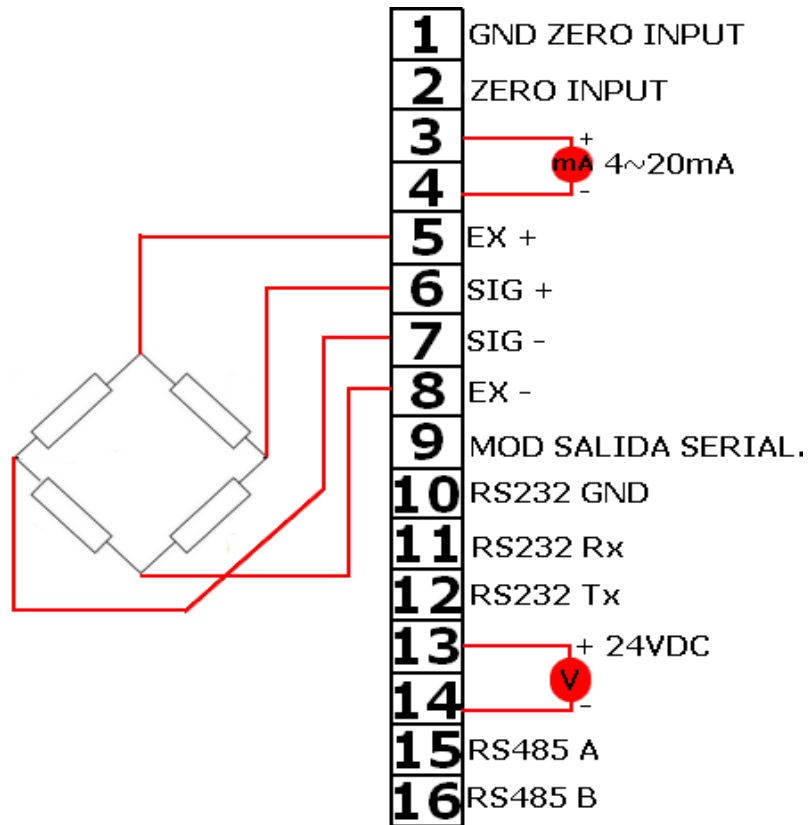 1 GND ZERO INPUT
2 ZERO INPUT
3 +
mA 4~20mA
4 -
5 EX +
6 SIG +
7 SIG -
8 EX -
9 MOD SALIDA SERIAL.
10 RS232 GND
11 RS232 Rx
12 RS232 Tx
13 + 24VDC
V
14 -
15 RS485 A
16 RS485 B